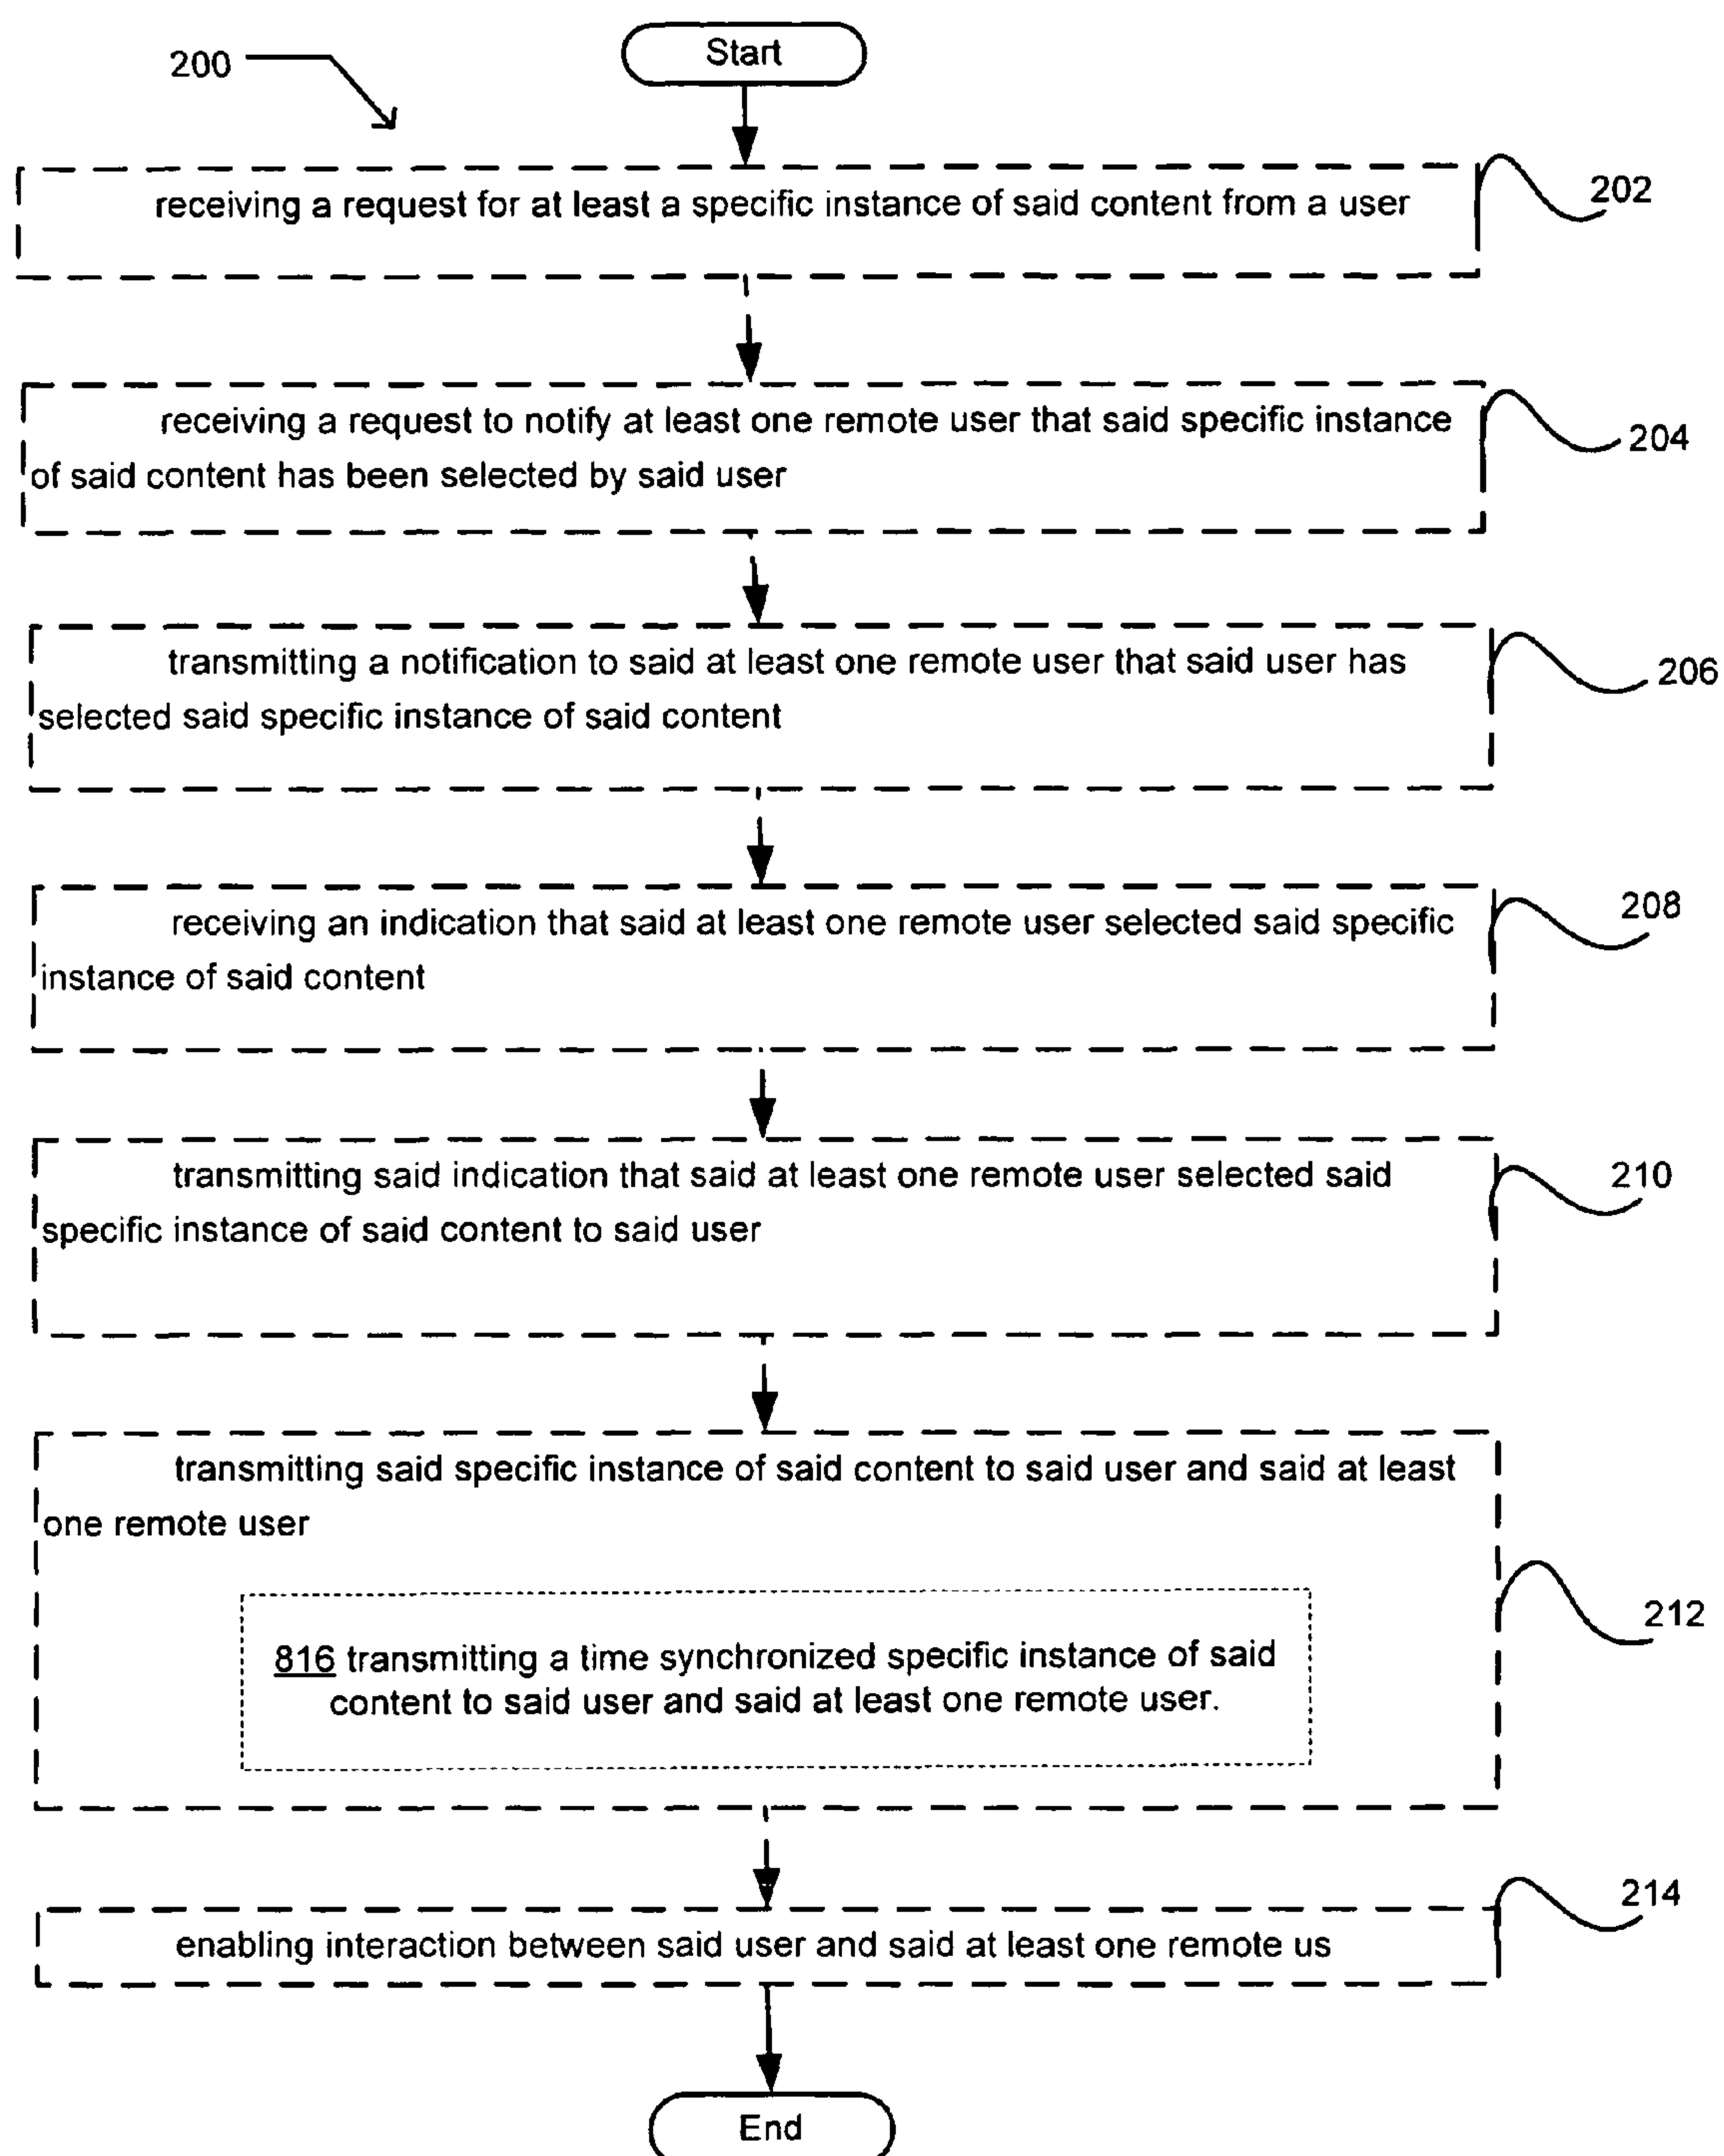 Start
200
receiving a request for at least a specific instance of said content from a user
202
receiving a request to notify at least one remote user that said specific instance
of said content has been selected by said user
204
transmitting a notification to said at least one remote user that said user has
selected said specific instance of said content
206
receiving an indication that said at least one remote user selected said specific
instance of said content
208
transmitting said indication that said at least one remote user selected said
specific instance of said content to said user
210
transmitting said specific instance of said content to said user and said at least
one remote user
816 transmitting a time synchronized specific instance of said
content to said user and said at least one remote user.
212
enabling interaction between said user and said at least one remote us
214
End